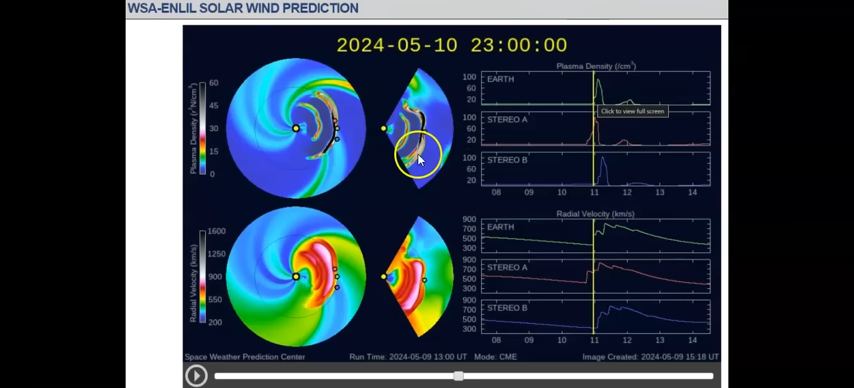 WSA-ENLIL SOLAR WIND PREDICTION
2024-05-10 23:00:00
Plasma Density (r²N/cm³)
60
45
30
15
0
Plasma Density (/cm³)
EARTH
100
60
20
Click to view full screen
STEREO A
100
60
20
STEREO B
100
60
20
08 09 10 11 12 13 14
Radial Velocity (km/s)
1600
1250
900
550
200
Radial Velocity (km/s)
EARTH
900
700
500
300
STEREO A
900
700
500
300
STEREO B
900
700
500
300
08 09 10 11 12 13 14
Space Weather Prediction Center Run Time: 2024-05-09 13:00 UT Mode: CME Image Created: 2024-05-09 15:18 UT